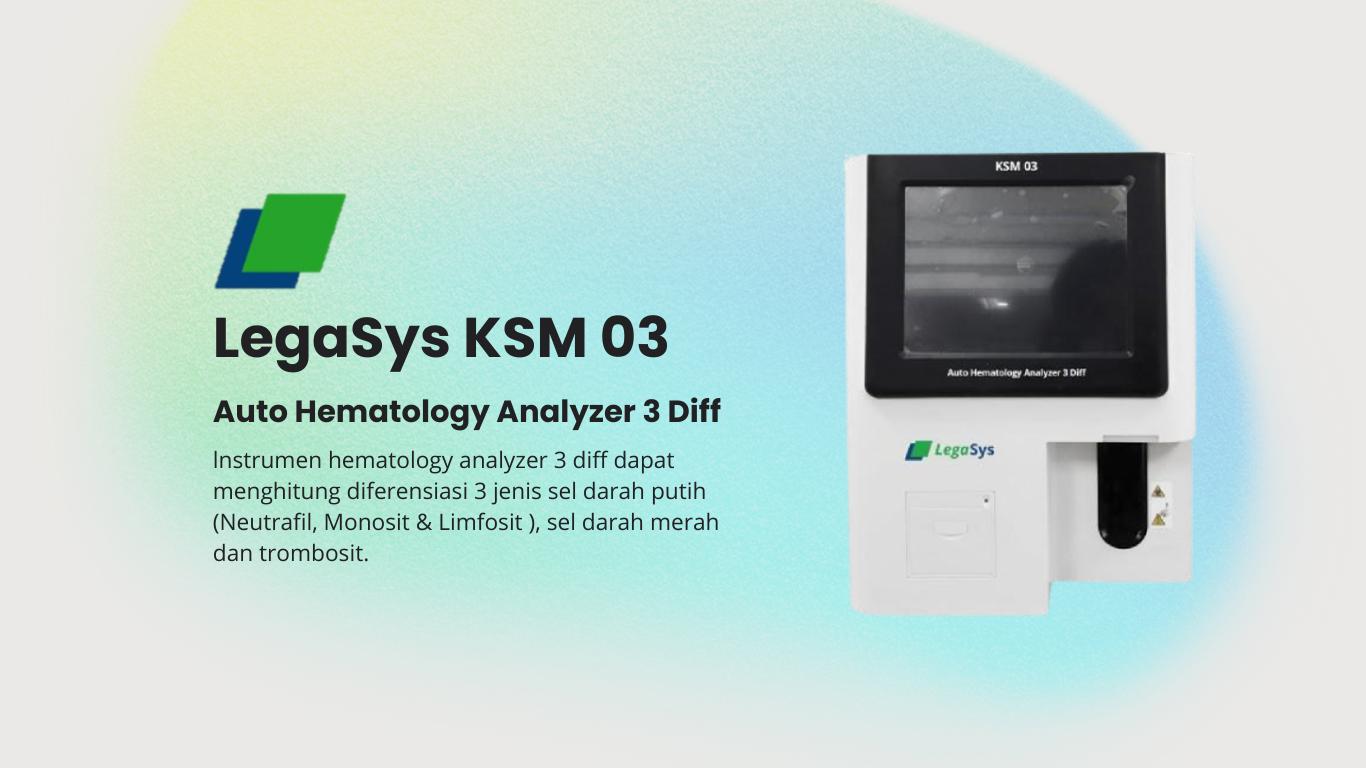 LegaSys KSM 03
Auto Hematology Analyzer 3 Diff
Instrumen hematology analyzer 3 diff dapat
menghitung diferensiasi 3 jenis sel darah putih
(Neutrafil, Monosit & Limfosit ), sel darah merah
dan trombosit.
KSM 03
Auto Hematology Analyzer 3 Diff
LegaSys